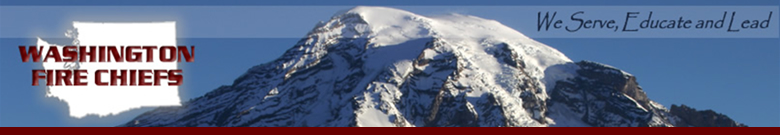 We Serve, Educate and Lead
WASHINGTON
FIRE CHIEFS